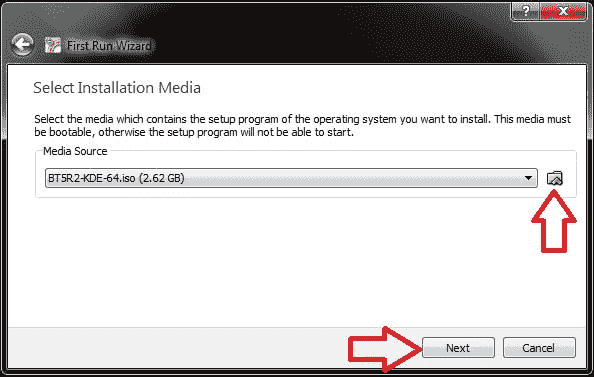 First Run Wizard
Select Installation Media
Select the media which contains the setup program of the operating system you want to install. This media must
be bootable, otherwise the setup program will not be able to start.
Media Source
BT5R2-KDE-64.iso (2.62 GB)
Next
Cancel